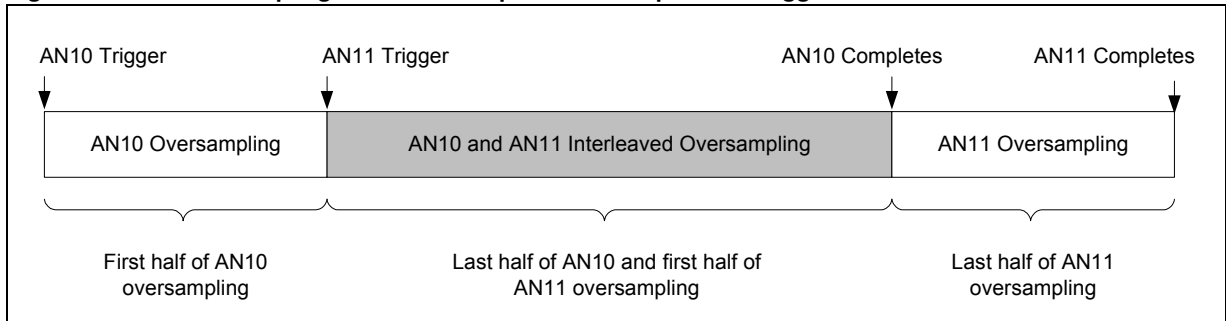 AN10 Trigger AN11 Trigger AN10 Completes AN11 Completes
AN10 Oversampling AN10 and AN11 Interleaved Oversampling AN11 Oversampling
First half of AN10 Last half of AN10 and first half of Last half of AN11
oversampling AN11 oversampling oversampling